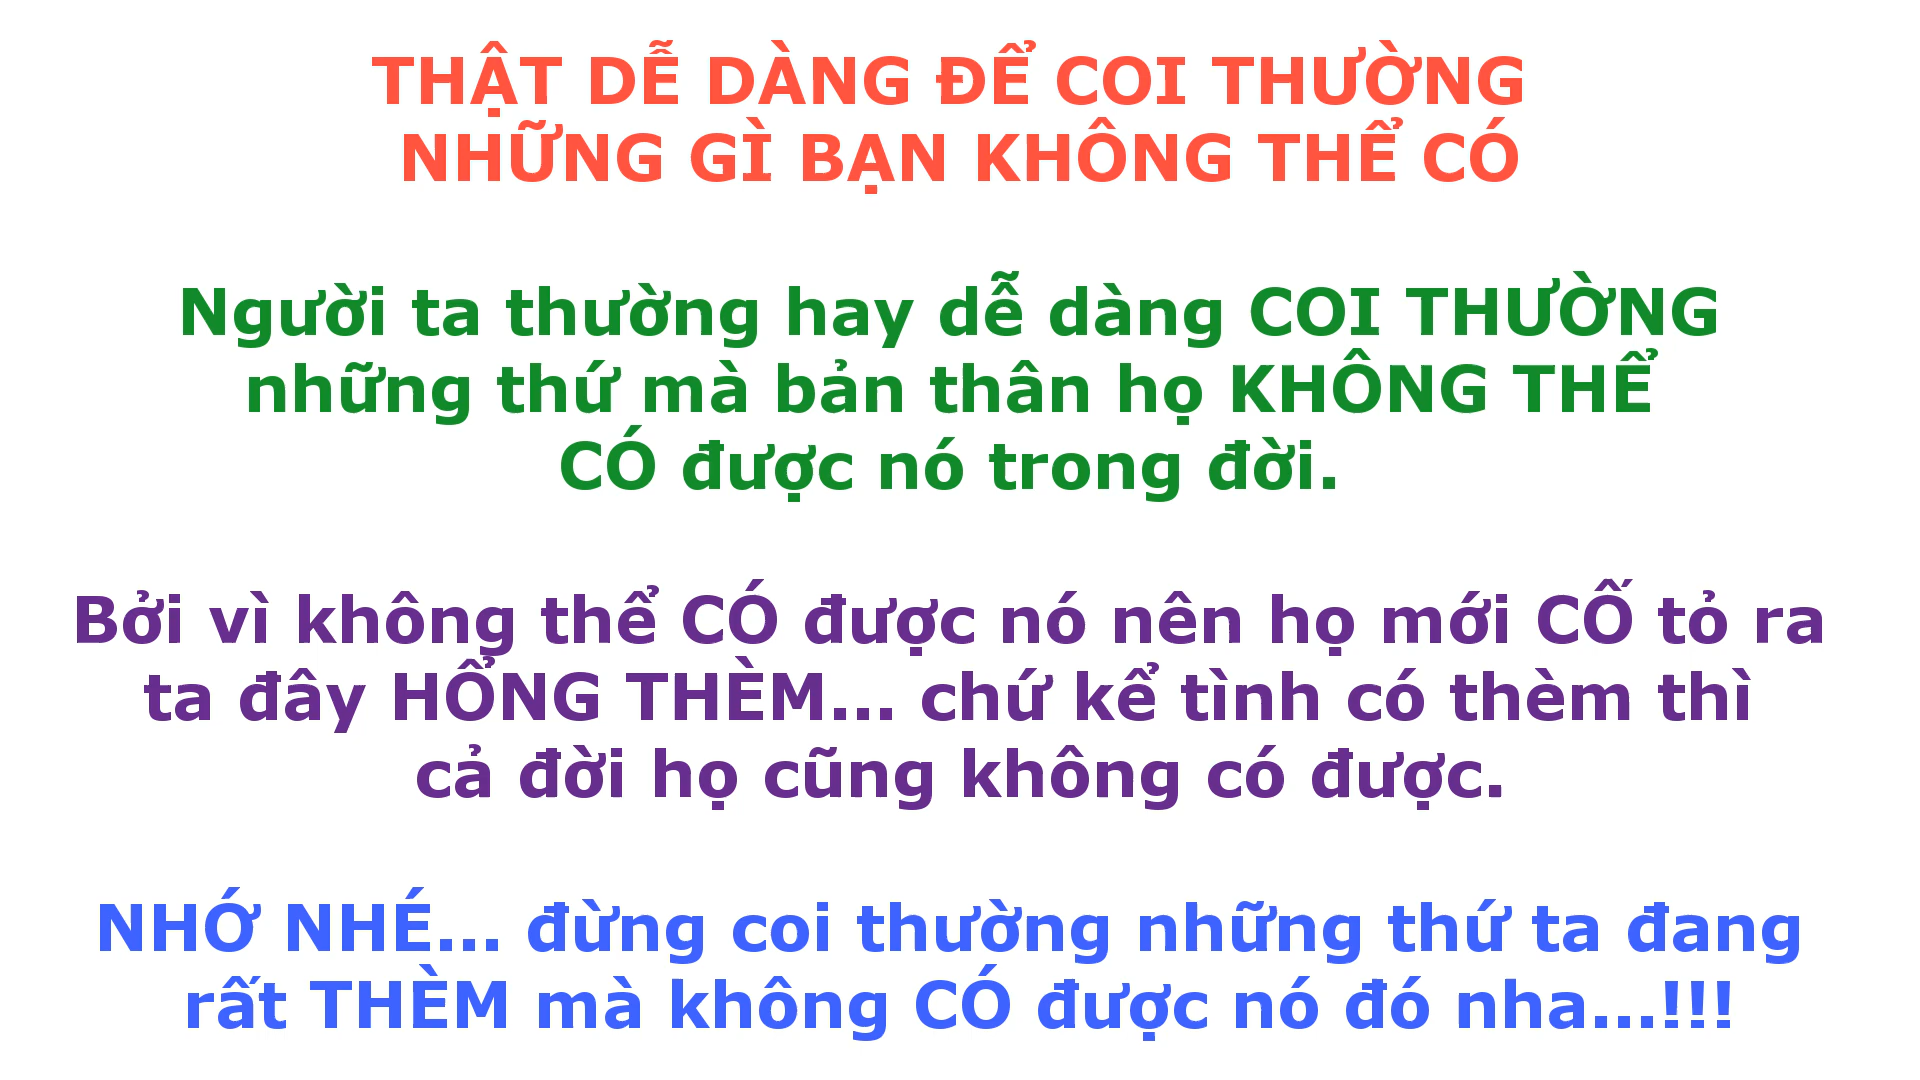 THẬT DỄ DÀNG ĐỂ COI THƯỜNG
NHỮNG GÌ BẠN KHÔNG THỂ CÓ
Người ta thường hay dễ dàng COI THƯỜNG
những thứ mà bản thân họ KHÔNG THỂ
CÓ được nó trong đời.
Bởi vì không thể CÓ được nó nên họ mới CỐ tỏ ra
ta đây HỔNG THÈM... chứ kể tình có thèm thì
cả đời họ cũng không có được.
NHỚ NHÉ... đừng coi thường những thứ ta đang
rất THÈM mà không CÓ được nó đó nha...!!!